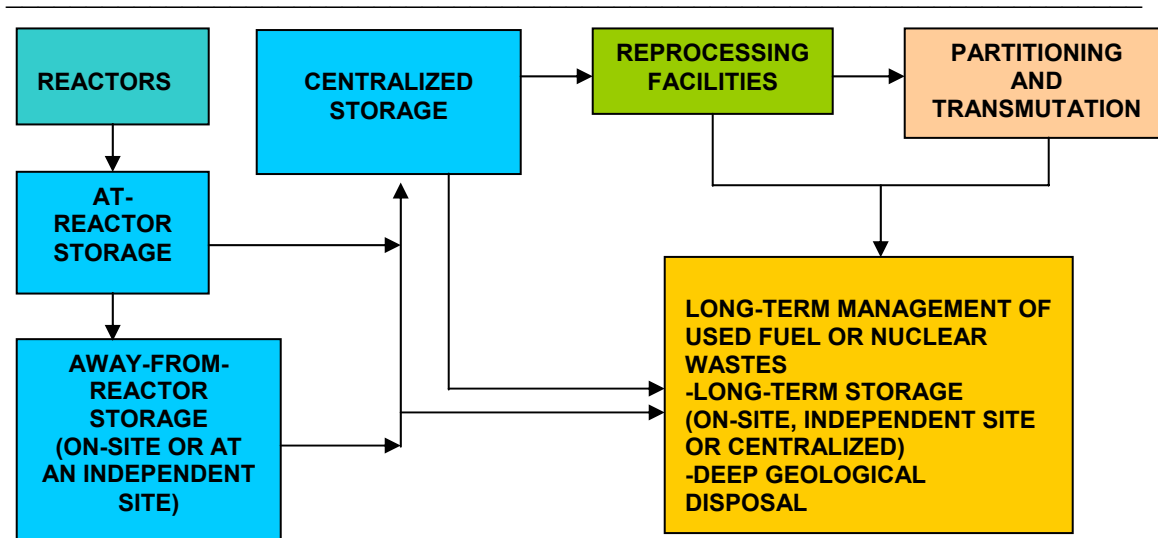 REACTORS
CENTRALIZED
STORAGE
REPROCESSING
FACILITIES
PARTITIONING
AND
TRANSMUTATION
AT-
REACTOR
STORAGE
AWAY-FROM-
REACTOR
STORAGE
(ON-SITE OR AT
AN INDEPENDENT
SITE)
LONG-TERM MANAGEMENT OF
USED FUEL OR NUCLEAR
WASTES
-LONG-TERM STORAGE
(ON-SITE, INDEPENDENT SITE
OR CENTRALIZED)
-DEEP GEOLOGICAL
DISPOSAL